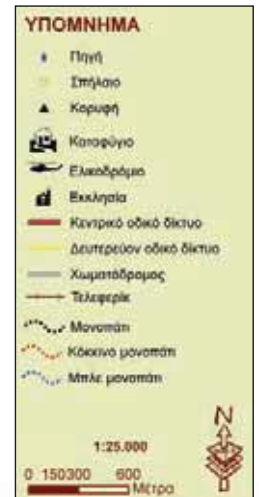 ΥΠΟΜΝΗΜΑ
Πηγή
Σπήλαιο
Κορυφή
Καταφύγιο
Ελικοδρόμιο
Εκκλησία
Κεντρικό οδικό δίκτυο
Δευτερεύον οδικό δίκτυο
Χωματόδρομος
Τελεφερίκ
Μονοπάτι
Κόκκινο μονοπάτι
Μπλε μονοπάτι
N
1:25.000
0 150300 600
Μέτρα